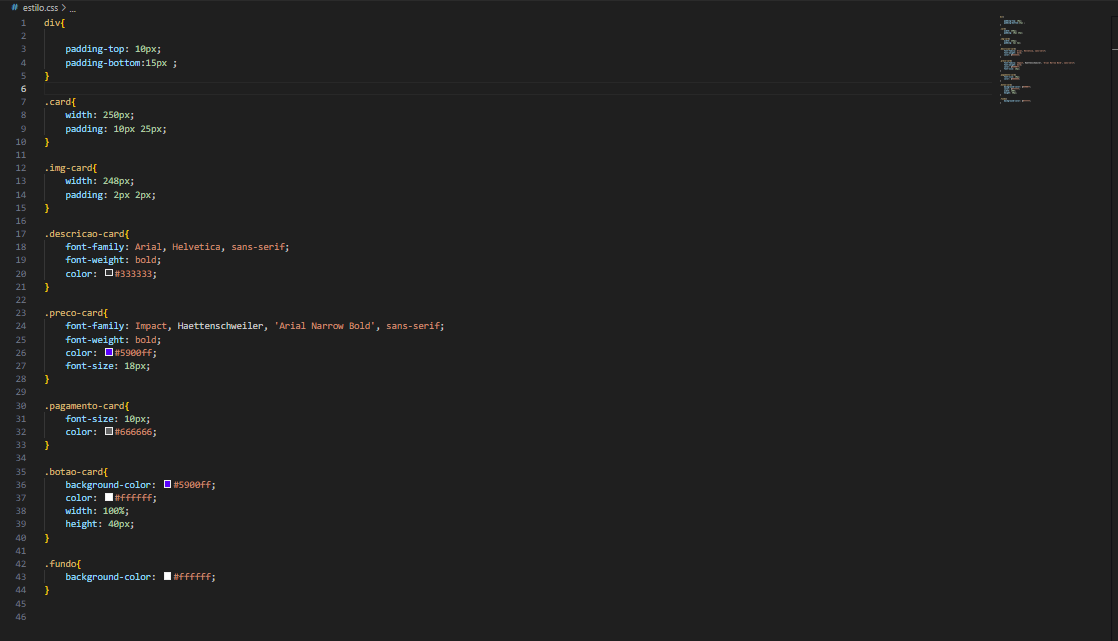 # estilo.css > ...
1 div{
2
3 padding-top: 10px;
4 padding-bottom:15px ;
5 }
6
7 .card{
8 width: 250px;
9 padding: 10px 25px;
10 }
11
12 .img-card{
13 width: 248px;
14 padding: 2px 2px;
15 }
16
17 .descricao-card{
18 font-family: Arial, Helvetica, sans-serif;
19 font-weight: bold;
20 color: #333333;
21 }
22
23 .preco-card{
24 font-family: Impact, Haettenschweiler, 'Arial Narrow Bold', sans-serif;
25 font-weight: bold;
26 color: #5900ff;
27 font-size: 18px;
28 }
29
30 .pagamento-card{
31 font-size: 10px;
32 color: #666666;
33 }
34
35 .botao-card{
36 background-color: #5900ff;
37 color: #ffffff;
38 width: 100%;
39 height: 40px;
40 }
41
42 .fundo{
43 background-color: #ffffff;
44 }
45
46